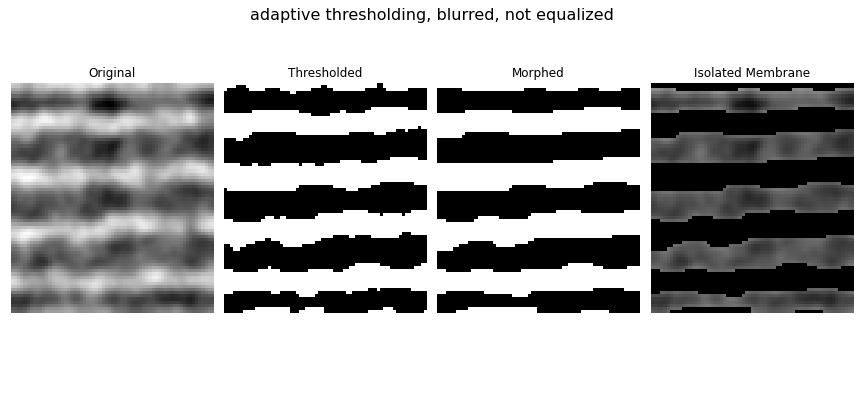 adaptive thresholding, blurred, not equalized
Original
Thresholded
Morphed
Isolated Membrane